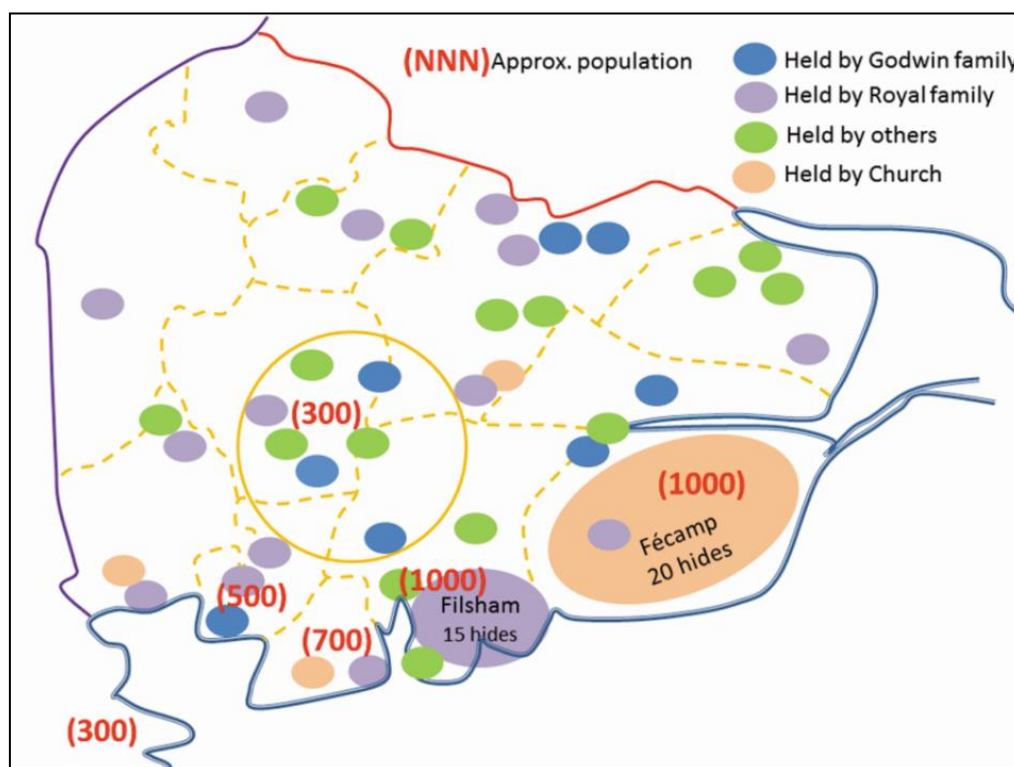 (NNN) Approx. population
Held by Godwin family
Held by Royal family
Held by others
Held by Church
(300)
(1000)
Fécamp
20 hides
(1000)
Filsham
15 hides
(500)
(700)
(300)